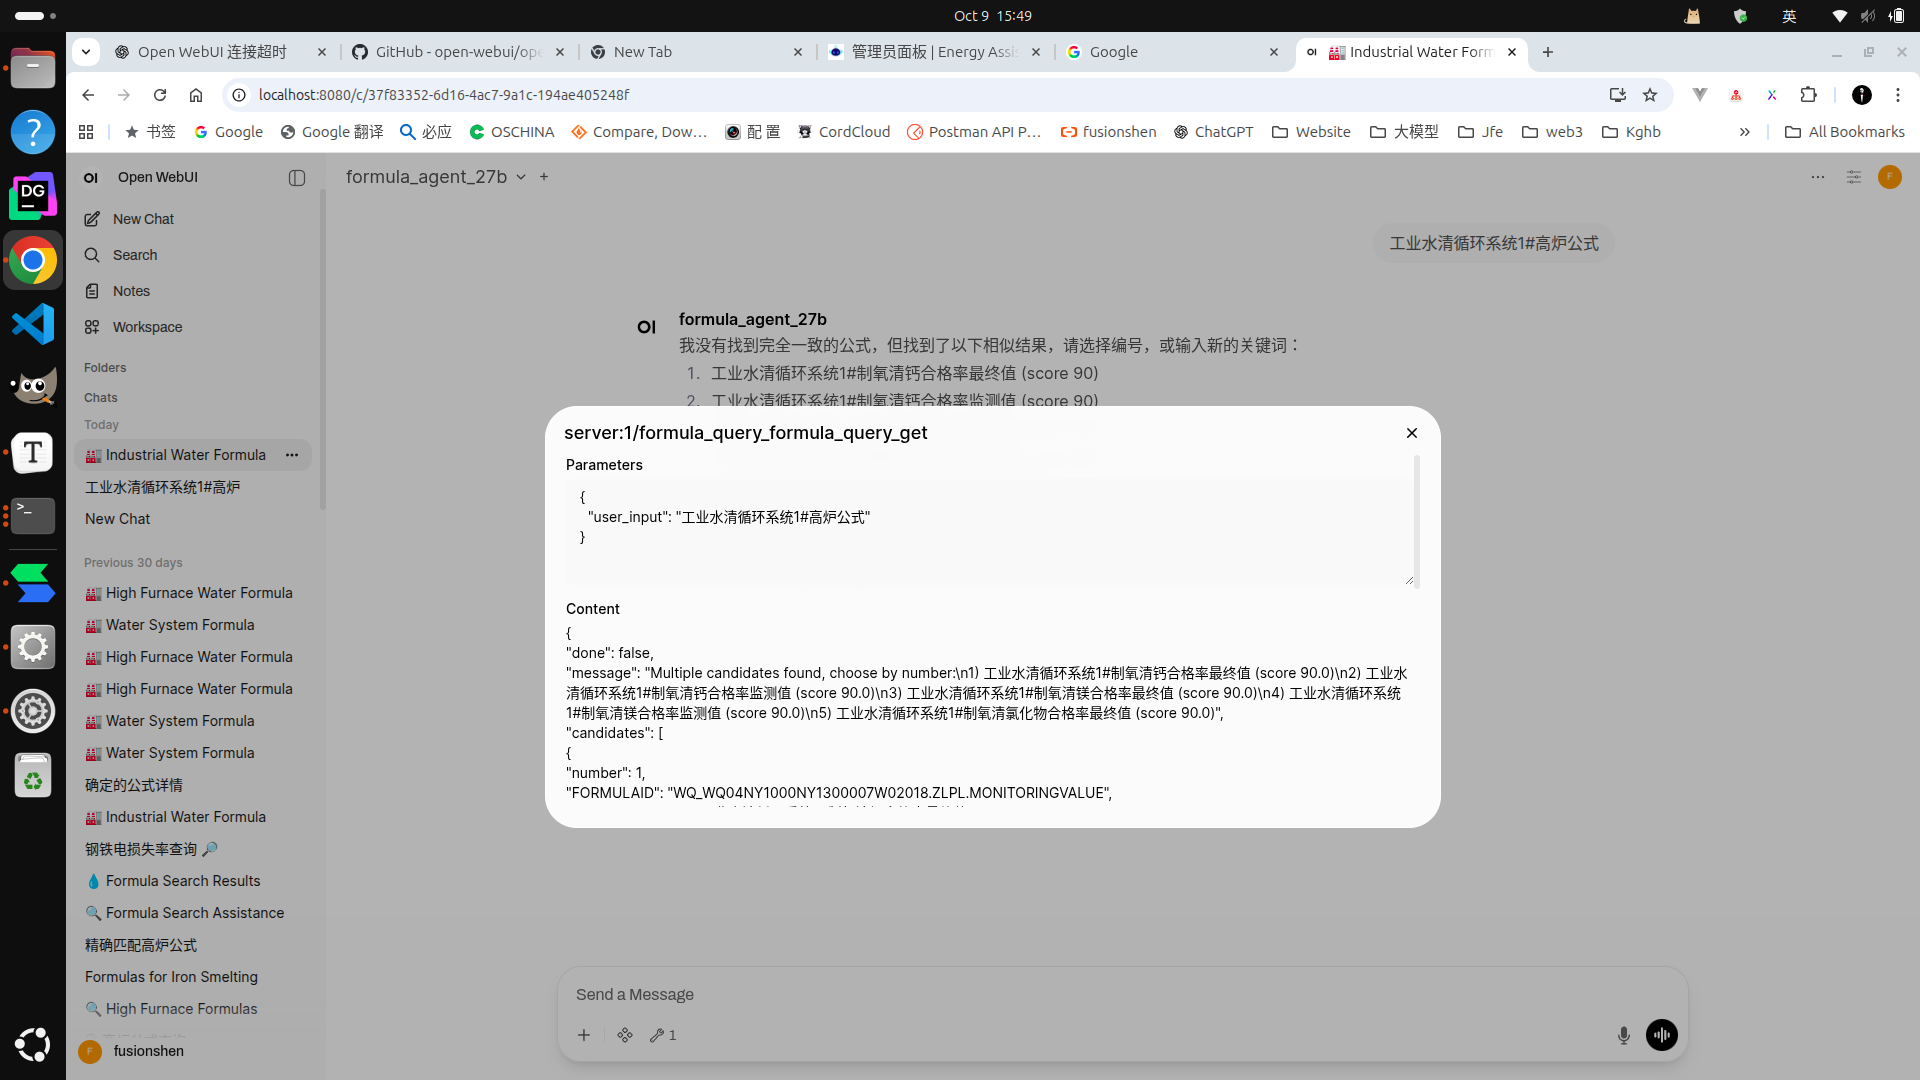 Oct 9 15:49
英
Open WebUI 连接超时
GitHub - open-webui/ope
New Tab
管理员面板 | Energy Assis
Google
Industrial Water Form
localhost:8080/c/37f83352-6d16-4ac7-9a1c-194ae405248f
书签
Google
Google 翻译
必应
OSCHINA
Compare, Dow…
配 置
CordCloud
Postman API P…
fusionshen
ChatGPT
Website
大模型
Jfe
web3
Kghb
All Bookmarks
OI Open WebUI
New Chat
Search
Notes
Workspace
Folders
Chats
Today
Industrial Water Formula
工业水清循环系统1#高炉
New Chat
Previous 30 days
High Furnace Water Formula
Water System Formula
High Furnace Water Formula
High Furnace Water Formula
Water System Formula
Water System Formula
确定的公式详情
Industrial Water Formula
钢铁电损失率查询
Formula Search Results
Formula Search Assistance
精确匹配高炉公式
Formulas for Iron Smelting
High Furnace Formulas
F fusionshen
formula_agent_27b
F
工业水清循环系统1#高炉公式
OI formula_agent_27b
我没有找到完全一致的公式，但找到了以下相似结果，请选择编号，或输入新的关键词：
1. 工业水清循环系统1#制氧清钙合格率最终值 (score 90)
2. 工业水清循环系统1#制氧清钙合格率监测值 (score 90)
server:1/formula_query_formula_query_get
Parameters
{
"user_input": "工业水清循环系统1#高炉公式"
}
Content
{
"done": false,
"message": "Multiple candidates found, choose by number:\n1) 工业水清循环系统1#制氧清钙合格率最终值 (score 90.0)\n2) 工业水
清循环系统1#制氧清钙合格率监测值 (score 90.0)\n3) 工业水清循环系统1#制氧清镁合格率最终值 (score 90.0)\n4) 工业水清循环系统
1#制氧清镁合格率监测值 (score 90.0)\n5) 工业水清循环系统1#制氧清氯化物合格率最终值 (score 90.0)",
"candidates": [
{
"number": 1,
"FORMULAID": "WQ_WQ04NY1000NY1300007W02018.ZLPL.MONITORINGVALUE",
Send a Message
1
DG
T